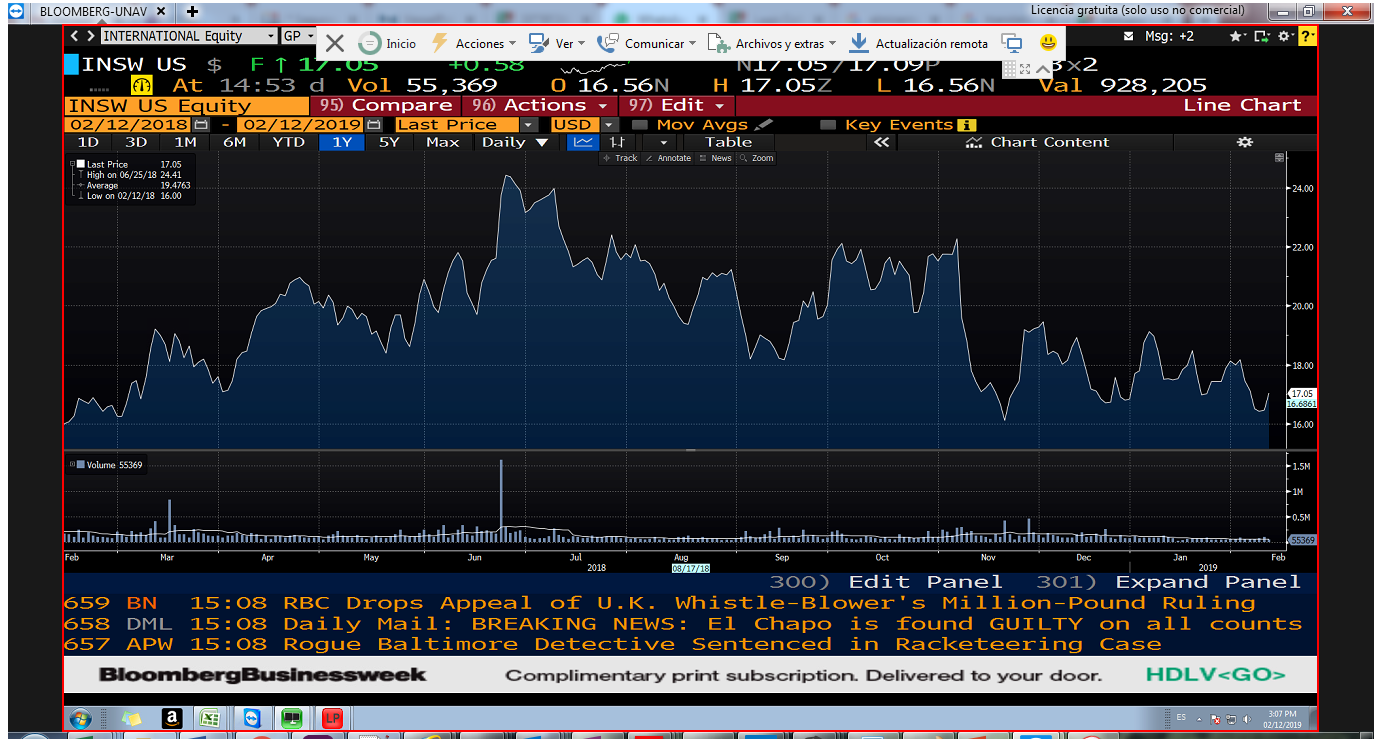 BLOOMBERG-UNAV
Licencia gratuita (solo uso no comercial)
INTERNATIONAL Equity GP
Inicio Acciones Ver Comunicar Archivos y extras Actualización remota
Msg: +2
INSW US $ F ↑ 17.05 +0.58 N17.05/17.09P 3x2
At 14:53 d Vol 55,369 O 16.56N H 17.05Z L 16.56N Val 928,205
INSW US Equity 95) Compare 96) Actions 97) Edit Line Chart
02/12/2018 - 02/12/2019 Last Price USD Mov Avgs Key Events i
1D 3D 1M 6M YTD 1Y 5Y Max Daily ▼ Table « Chart Content
Track Annotate News Zoom
Last Price 17.05
High on 06/25/18 24.41
Average 19.4763
Low on 02/12/18 16.00
24.00
22.00
20.00
18.00
17.05
16.6861
16.00
Volume 55369
1.5M
1M
0.5M
55369
Feb Mar Apr May Jun Jul Aug Sep Oct Nov Dec Jan Feb
2018 08/17/18 2019
300) Edit Panel 301) Expand Panel
659 BN 15:08 RBC Drops Appeal of U.K. Whistle-Blower's Million-Pound Ruling
658 DML 15:08 Daily Mail: BREAKING NEWS: El Chapo is found GUILTY on all counts
657 APW 15:08 Rogue Baltimore Detective Sentenced in Racketeering Case
BloombergBusinessweek Complimentary print subscription. Delivered to your door. HDLV<GO>
LP
ES 3:07 PM
02/12/2019